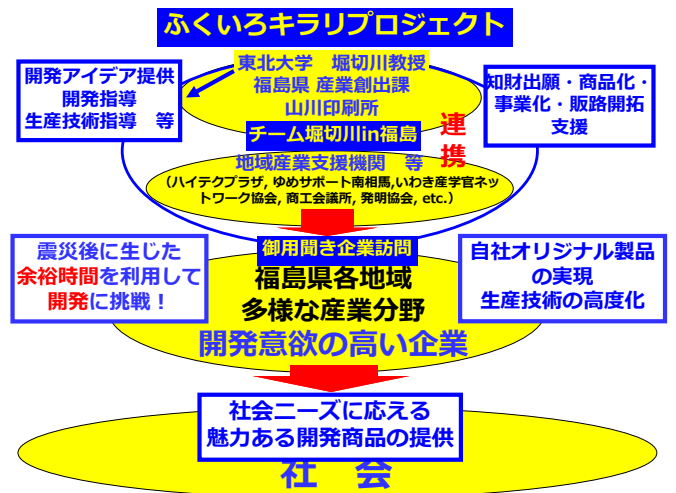 ふくいろキラリプロジェクト
東北大学　堀切川教授
福島県 産業創出課
山川印刷所
チーム堀切川in福島
開発アイデア提供
開発指導
生産技術指導　等
知財出願・商品化・
事業化・販路開拓
支援
連
携
地域産業支援機関　等
（ハイテクプラザ, ゆめサポート南相馬,いわき産学官ネッ
トワーク協会, 商工会議所, 発明協会, etc.）
御用聞き企業訪問
震災後に生じた
余裕時間を利用して
開発に挑戦！
福島県各地域
多様な産業分野
開発意欲の高い企業
自社オリジナル製品
の実現
生産技術の高度化
社会ニーズに応える
魅力ある開発商品の提供
社　会